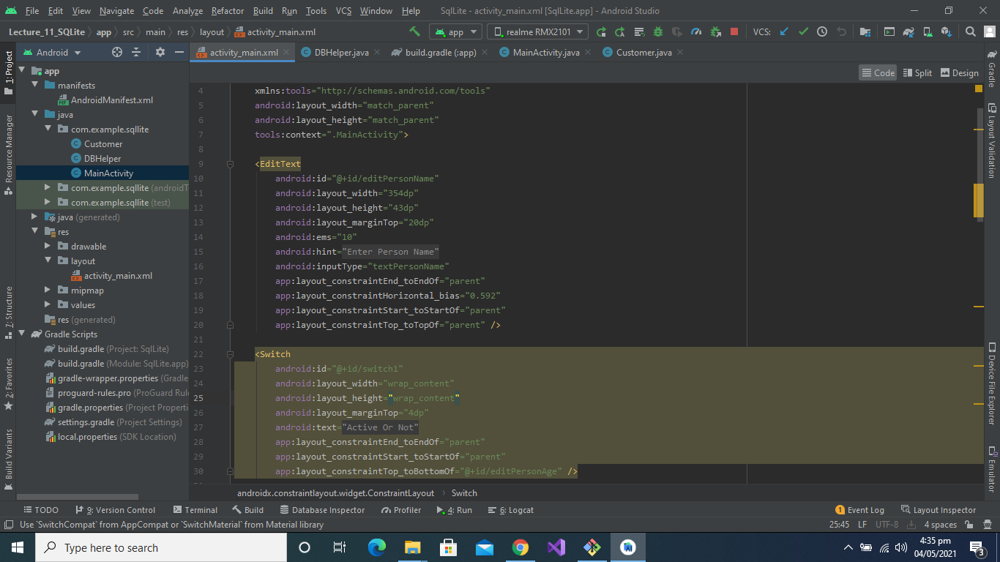 File Edit View Navigate Code Analyze Refactor Build Run Tools VCS Window Help SqlLite - activity_main.xml [SqlLite.app] - Android Studio
Lecture_11_SQLite app src main res layout activity_main.xml app realme RMX2101 VCS:
Android
activity_main.xml DBHelper.java build.gradle (:app) MainActivity.java Customer.java
Code Split Design
1: Project
Resource Manager
7: Structure
2: Favorites
Build Variants
app
manifests
AndroidManifest.xml
java
com.example.sqllite
Customer
DBHelper
MainActivity
com.example.sqllite (androidT
com.example.sqllite (test)
java (generated)
res
drawable
layout
activity_main.xml
mipmap
values
res (generated)
Gradle Scripts
build.gradle (Project: SqlLite)
build.gradle (Module: SqlLite.app)
gradle-wrapper.properties (Gradle
proguard-rules.pro (ProGuard Rul
gradle.properties (Project Properti
settings.gradle (Project Settings)
local.properties (SDK Location)
4 xmlns:tools="http://schemas.android.com/tools"
5 android:layout_width="match_parent"
6 android:layout_height="match_parent"
7 tools:context=".MainActivity">
8
9 <EditText
10 android:id="@+id/editPersonName"
11 android:layout_width="354dp"
12 android:layout_height="43dp"
13 android:layout_marginTop="20dp"
14 android:ems="10"
15 android:hint="Enter Person Name"
16 android:inputType="textPersonName"
17 app:layout_constraintEnd_toEndOf="parent"
18 app:layout_constraintHorizontal_bias="0.592"
19 app:layout_constraintStart_toStartOf="parent"
20 app:layout_constraintTop_toTopOf="parent" />
21
22 <Switch
23 android:id="@+id/switch1"
24 android:layout_width="wrap_content"
25 android:layout_height="wrap_content"
26 android:layout_marginTop="4dp"
27 android:text="Active Or Not"
28 app:layout_constraintEnd_toEndOf="parent"
29 app:layout_constraintStart_toStartOf="parent"
30 app:layout_constraintTop_toBottomOf="@+id/editPersonAge" />
androidx.constraintlayout.widget.ConstraintLayout Switch
Gradle
Layout Validation
Device File Explorer
Emulator
TODO 9: Version Control Terminal Build Database Inspector Profiler 4: Run 6: Logcat 1 Event Log Layout Inspector
Use `SwitchCompat` from AppCompat or `SwitchMaterial` from Material library 25:45 LF UTF-8 4 spaces
Type here to search
4:35 pm
04/05/2021
3